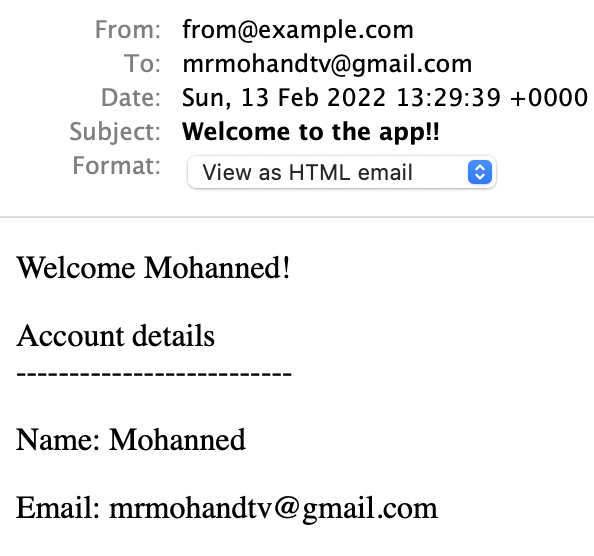 From: from@example.com
To: mrmohandtv@gmail.com
Date: Sun, 13 Feb 2022 13:29:39 +0000
Subject: Welcome to the app!!
Format: View as HTML email
Welcome Mohanned!
Account details
--------------------------
Name: Mohanned
Email: mrmohandtv@gmail.com